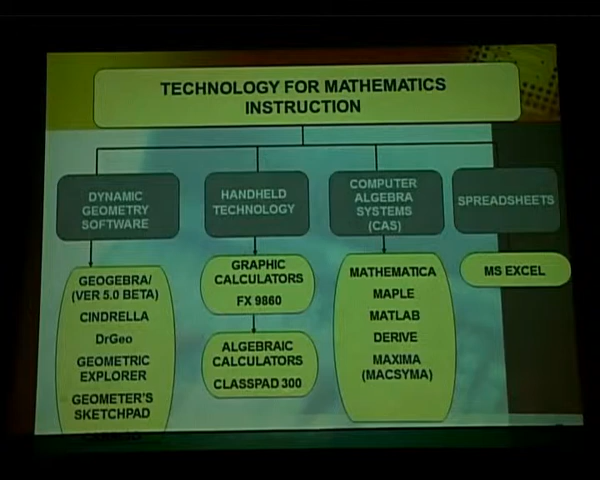 TECHNOLOGY FOR MATHEMATICS
INSTRUCTION
DYNAMIC
GEOMETRY
SOFTWARE
HANDHELD
TECHNOLOGY
COMPUTER
ALGEBRA
SYSTEMS
(CAS)
SPREADSHEETS
GEOGEBRA/
(VER 5.0 BETA)
CINDRELLA
DrGeo
GEOMETRIC
EXPLORER
GEOMETER'S
SKETCHPAD
GRAPHIC
CALCULATORS
FX 9860
ALGEBRAIC
CALCULATORS
CLASSPAD 300
MATHEMATICA
MAPLE
MATLAB
DERIVE
MAXIMA
(MACSYMA)
MS EXCEL